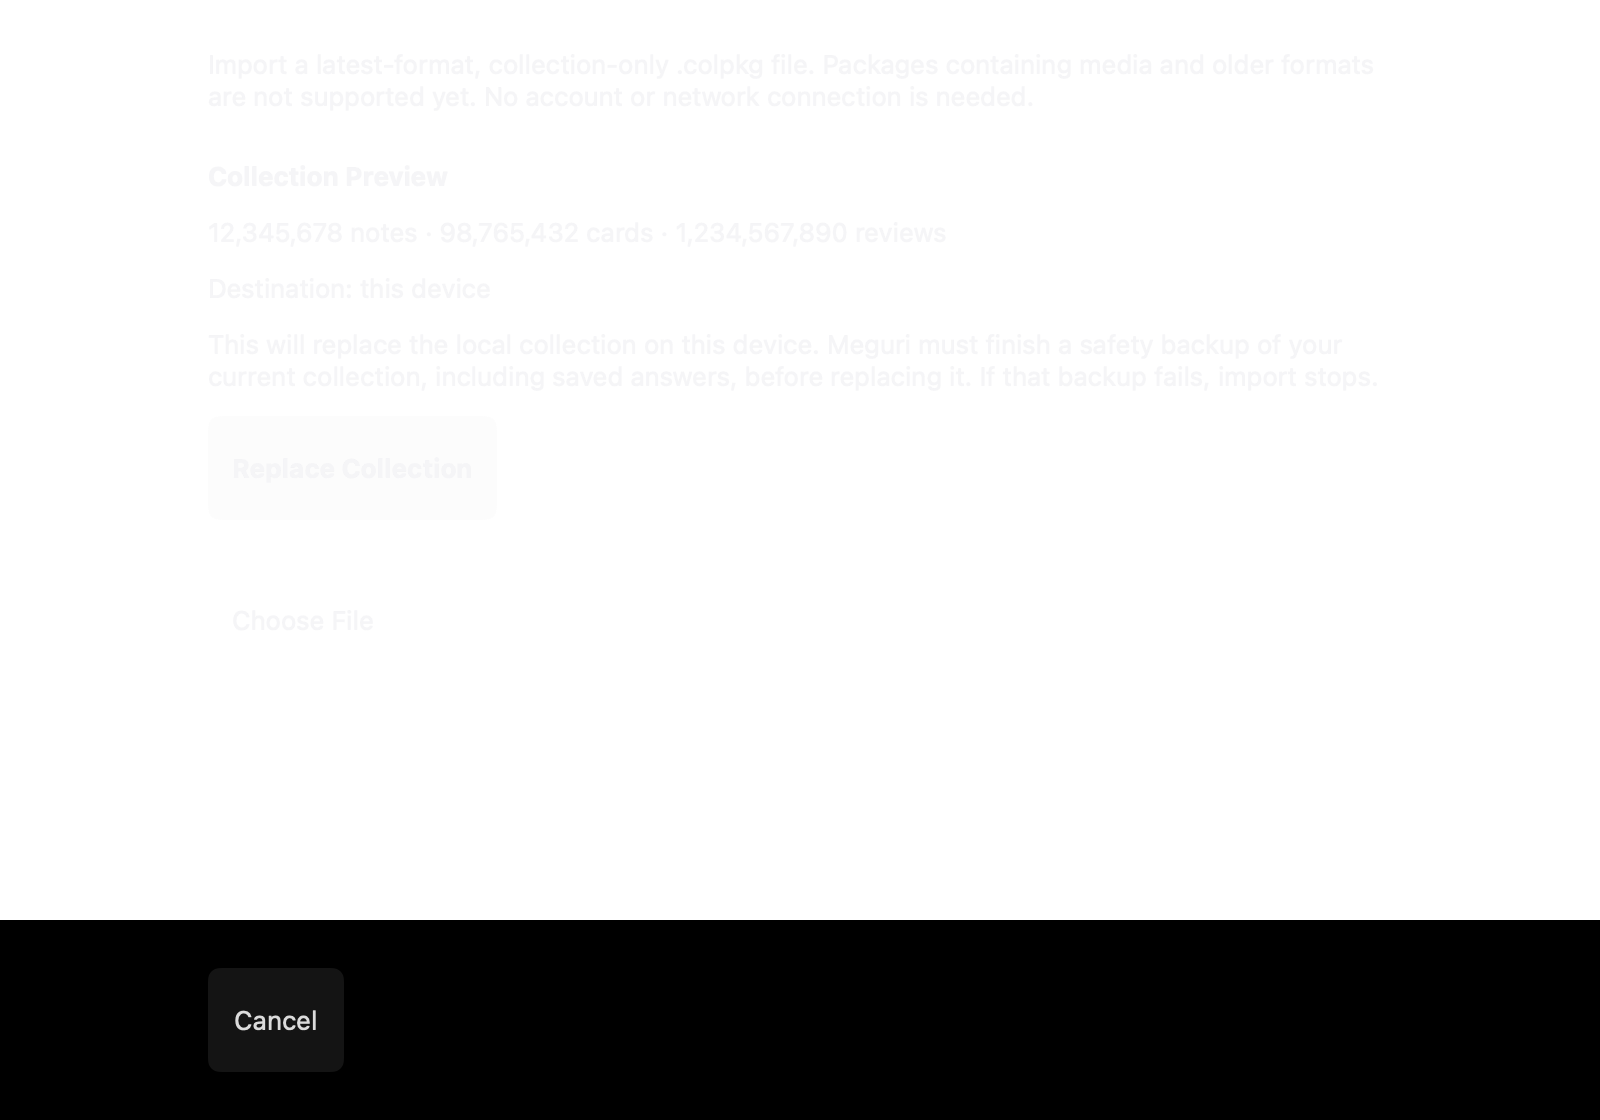 Import a latest-format, collection-only .colpkg file. Packages containing media and older formats
are not supported yet. No account or network connection is needed.
Collection Preview
12,345,678 notes · 98,765,432 cards · 1,234,567,890 reviews
Destination: this device
This will replace the local collection on this device. Meguri must finish a safety backup of your
current collection, including saved answers, before replacing it. If that backup fails, import stops.
Replace Collection
Choose File
Cancel